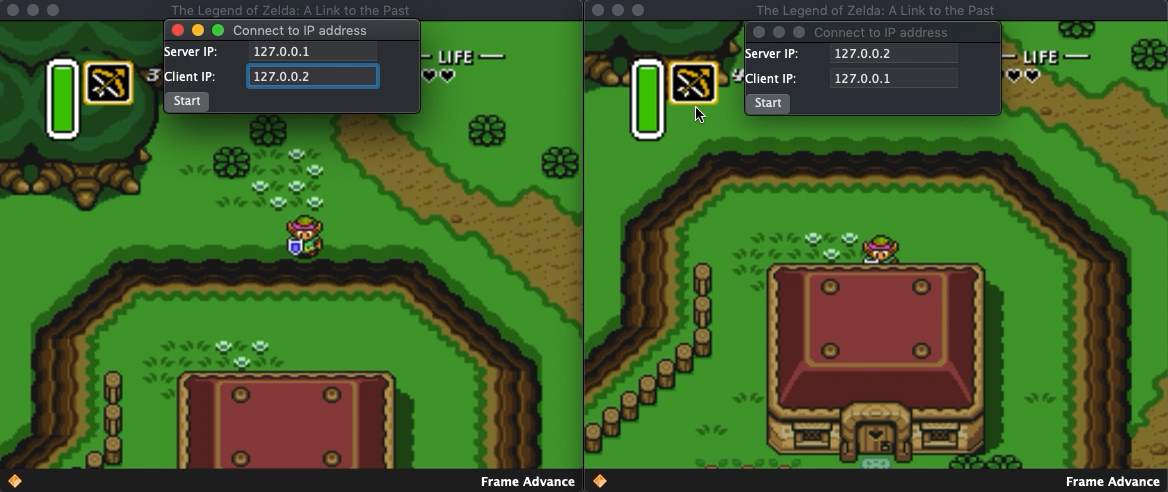 The Legend of Zelda: A Link to the Past
Connect to IP address
Server IP: 127.0.0.1
Client IP: 127.0.0.2
Start
— LIFE —
Frame Advance
The Legend of Zelda: A Link to the Past
Connect to IP address
Server IP: 127.0.0.2
Client IP: 127.0.0.1
Start
— LIFE —
Frame Advance